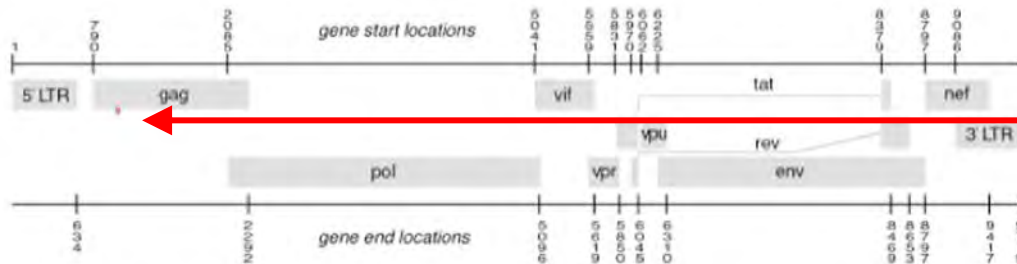 1 790 2085 gene start locations 5041 5970 6062 6225 8379 8797 9086
5' LTR gag vif tat nef
vpu rev 3' LTR
pol vpr env
634 2292 gene end locations 5096 5619 5850 6045 6310 8469 8653 8797 9417